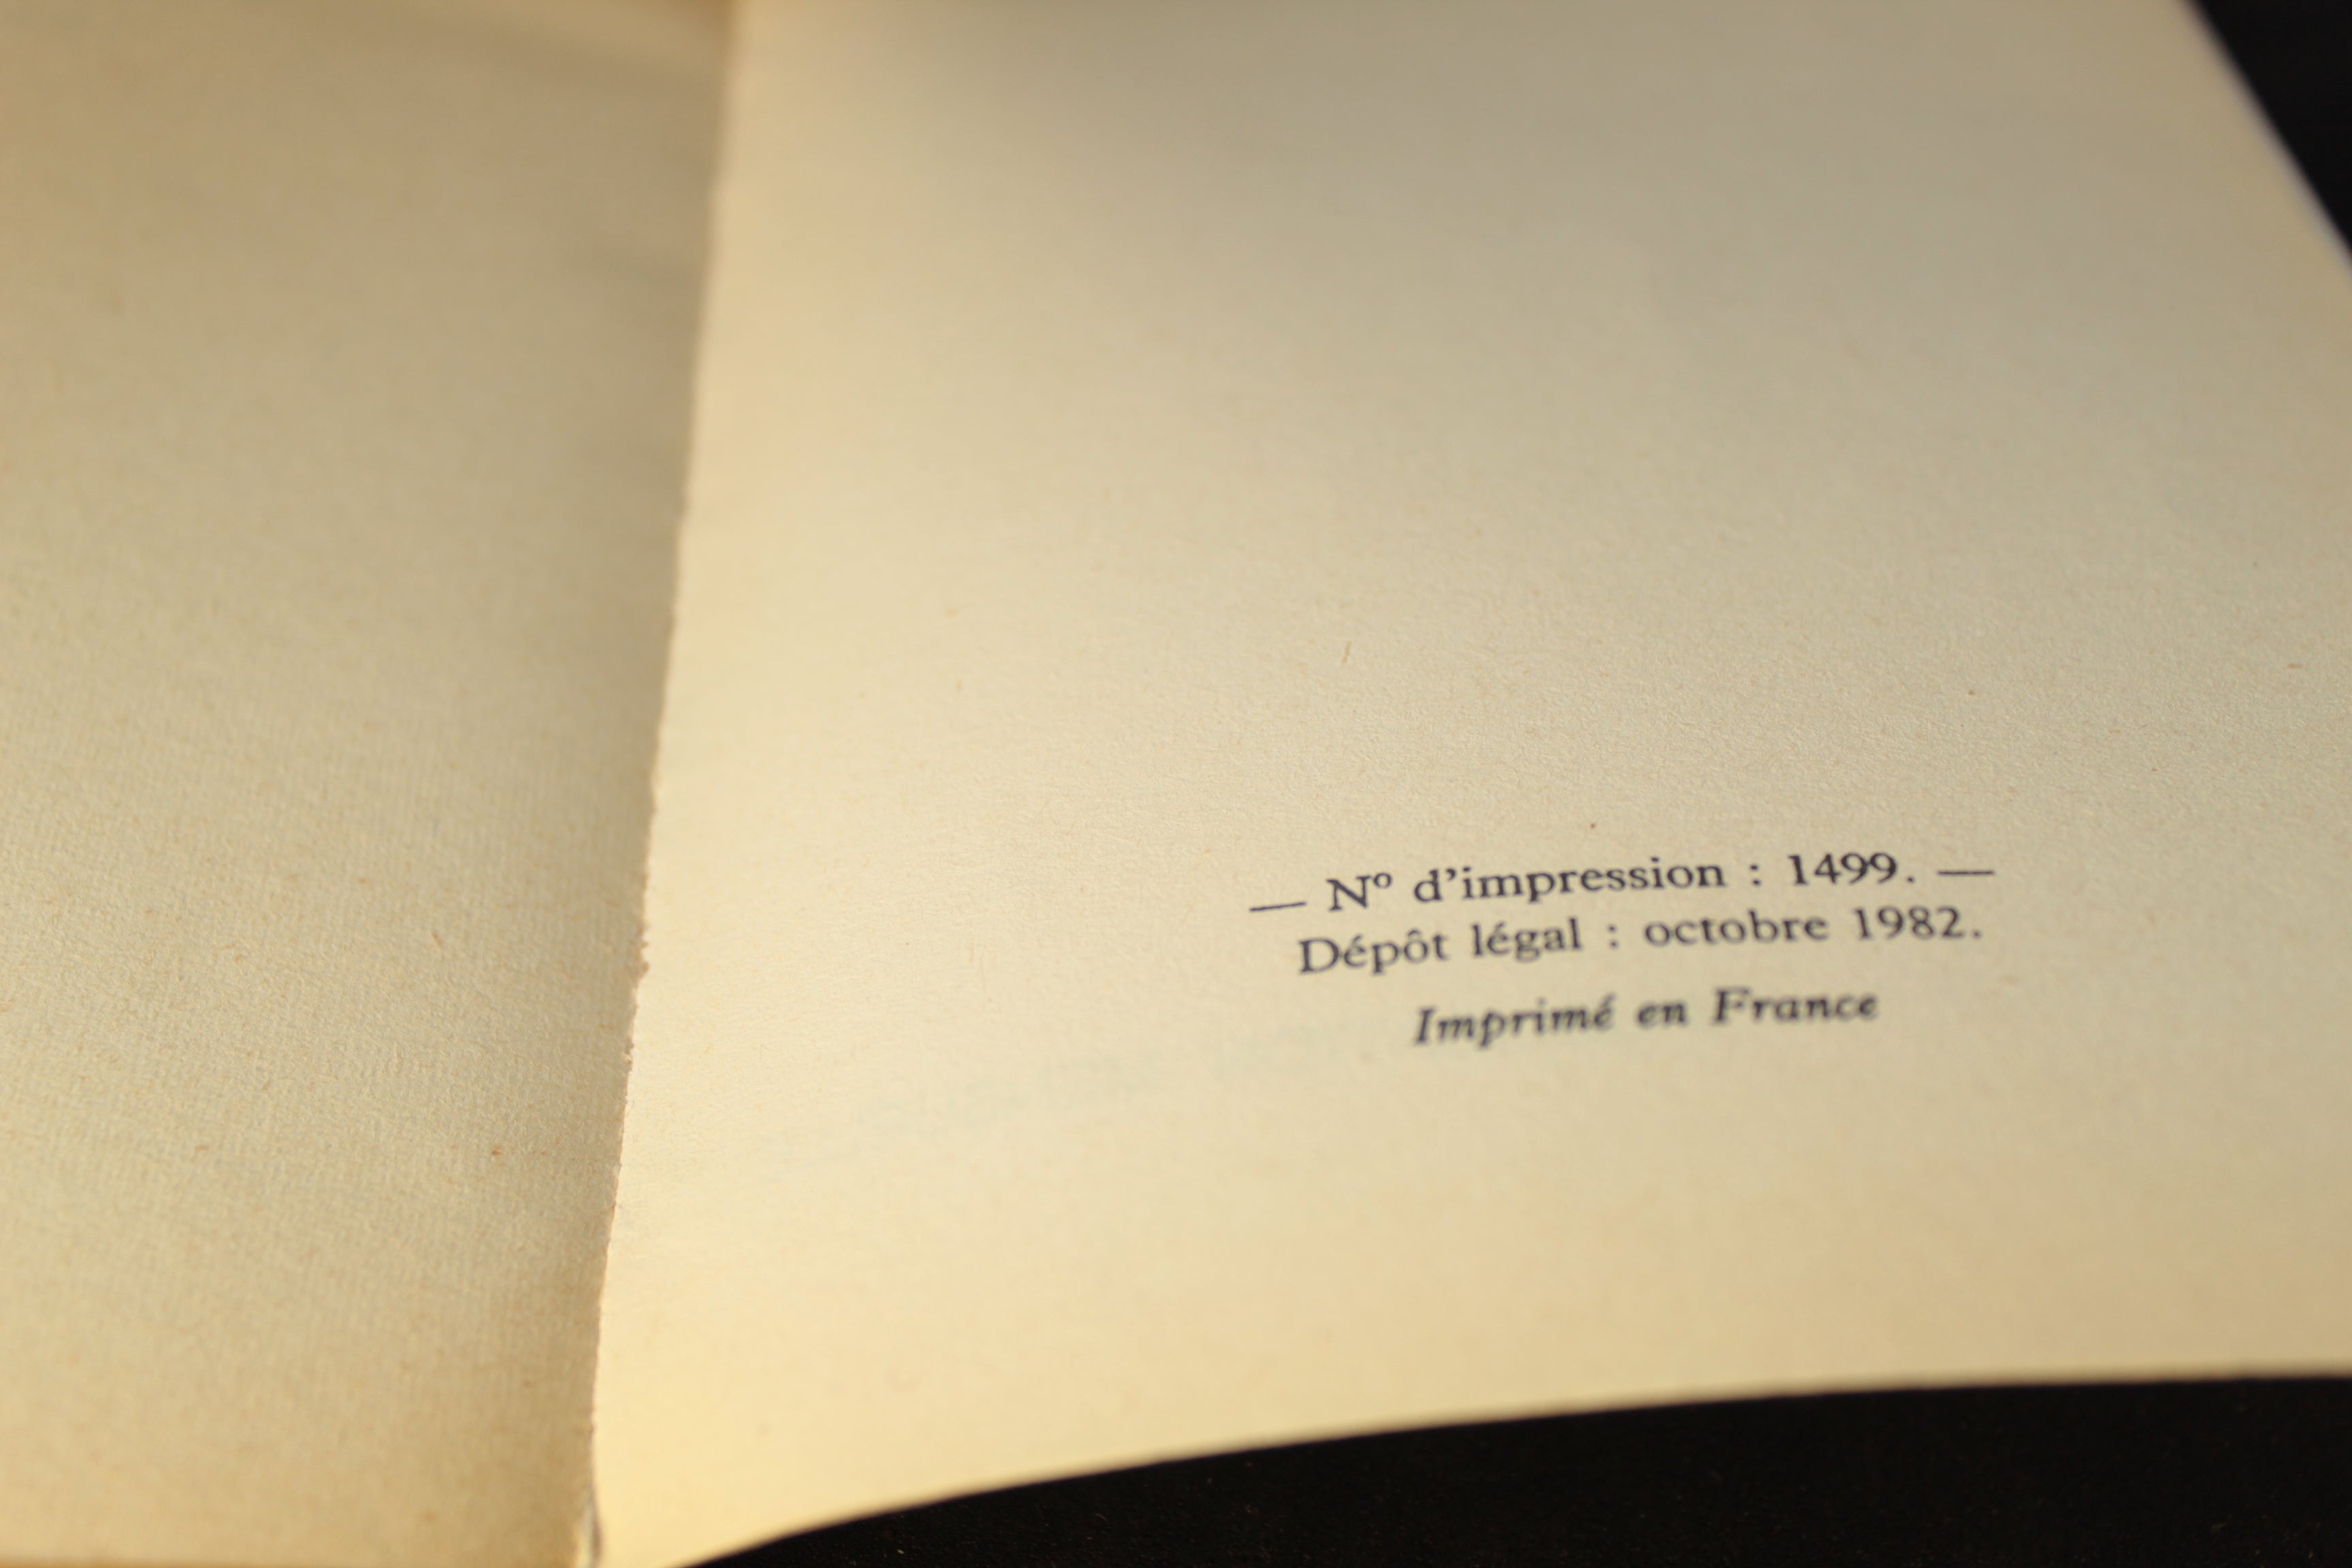 — Nº d'impression : 1499. —
Dépôt légal : octobre 1982.
Imprimé en France